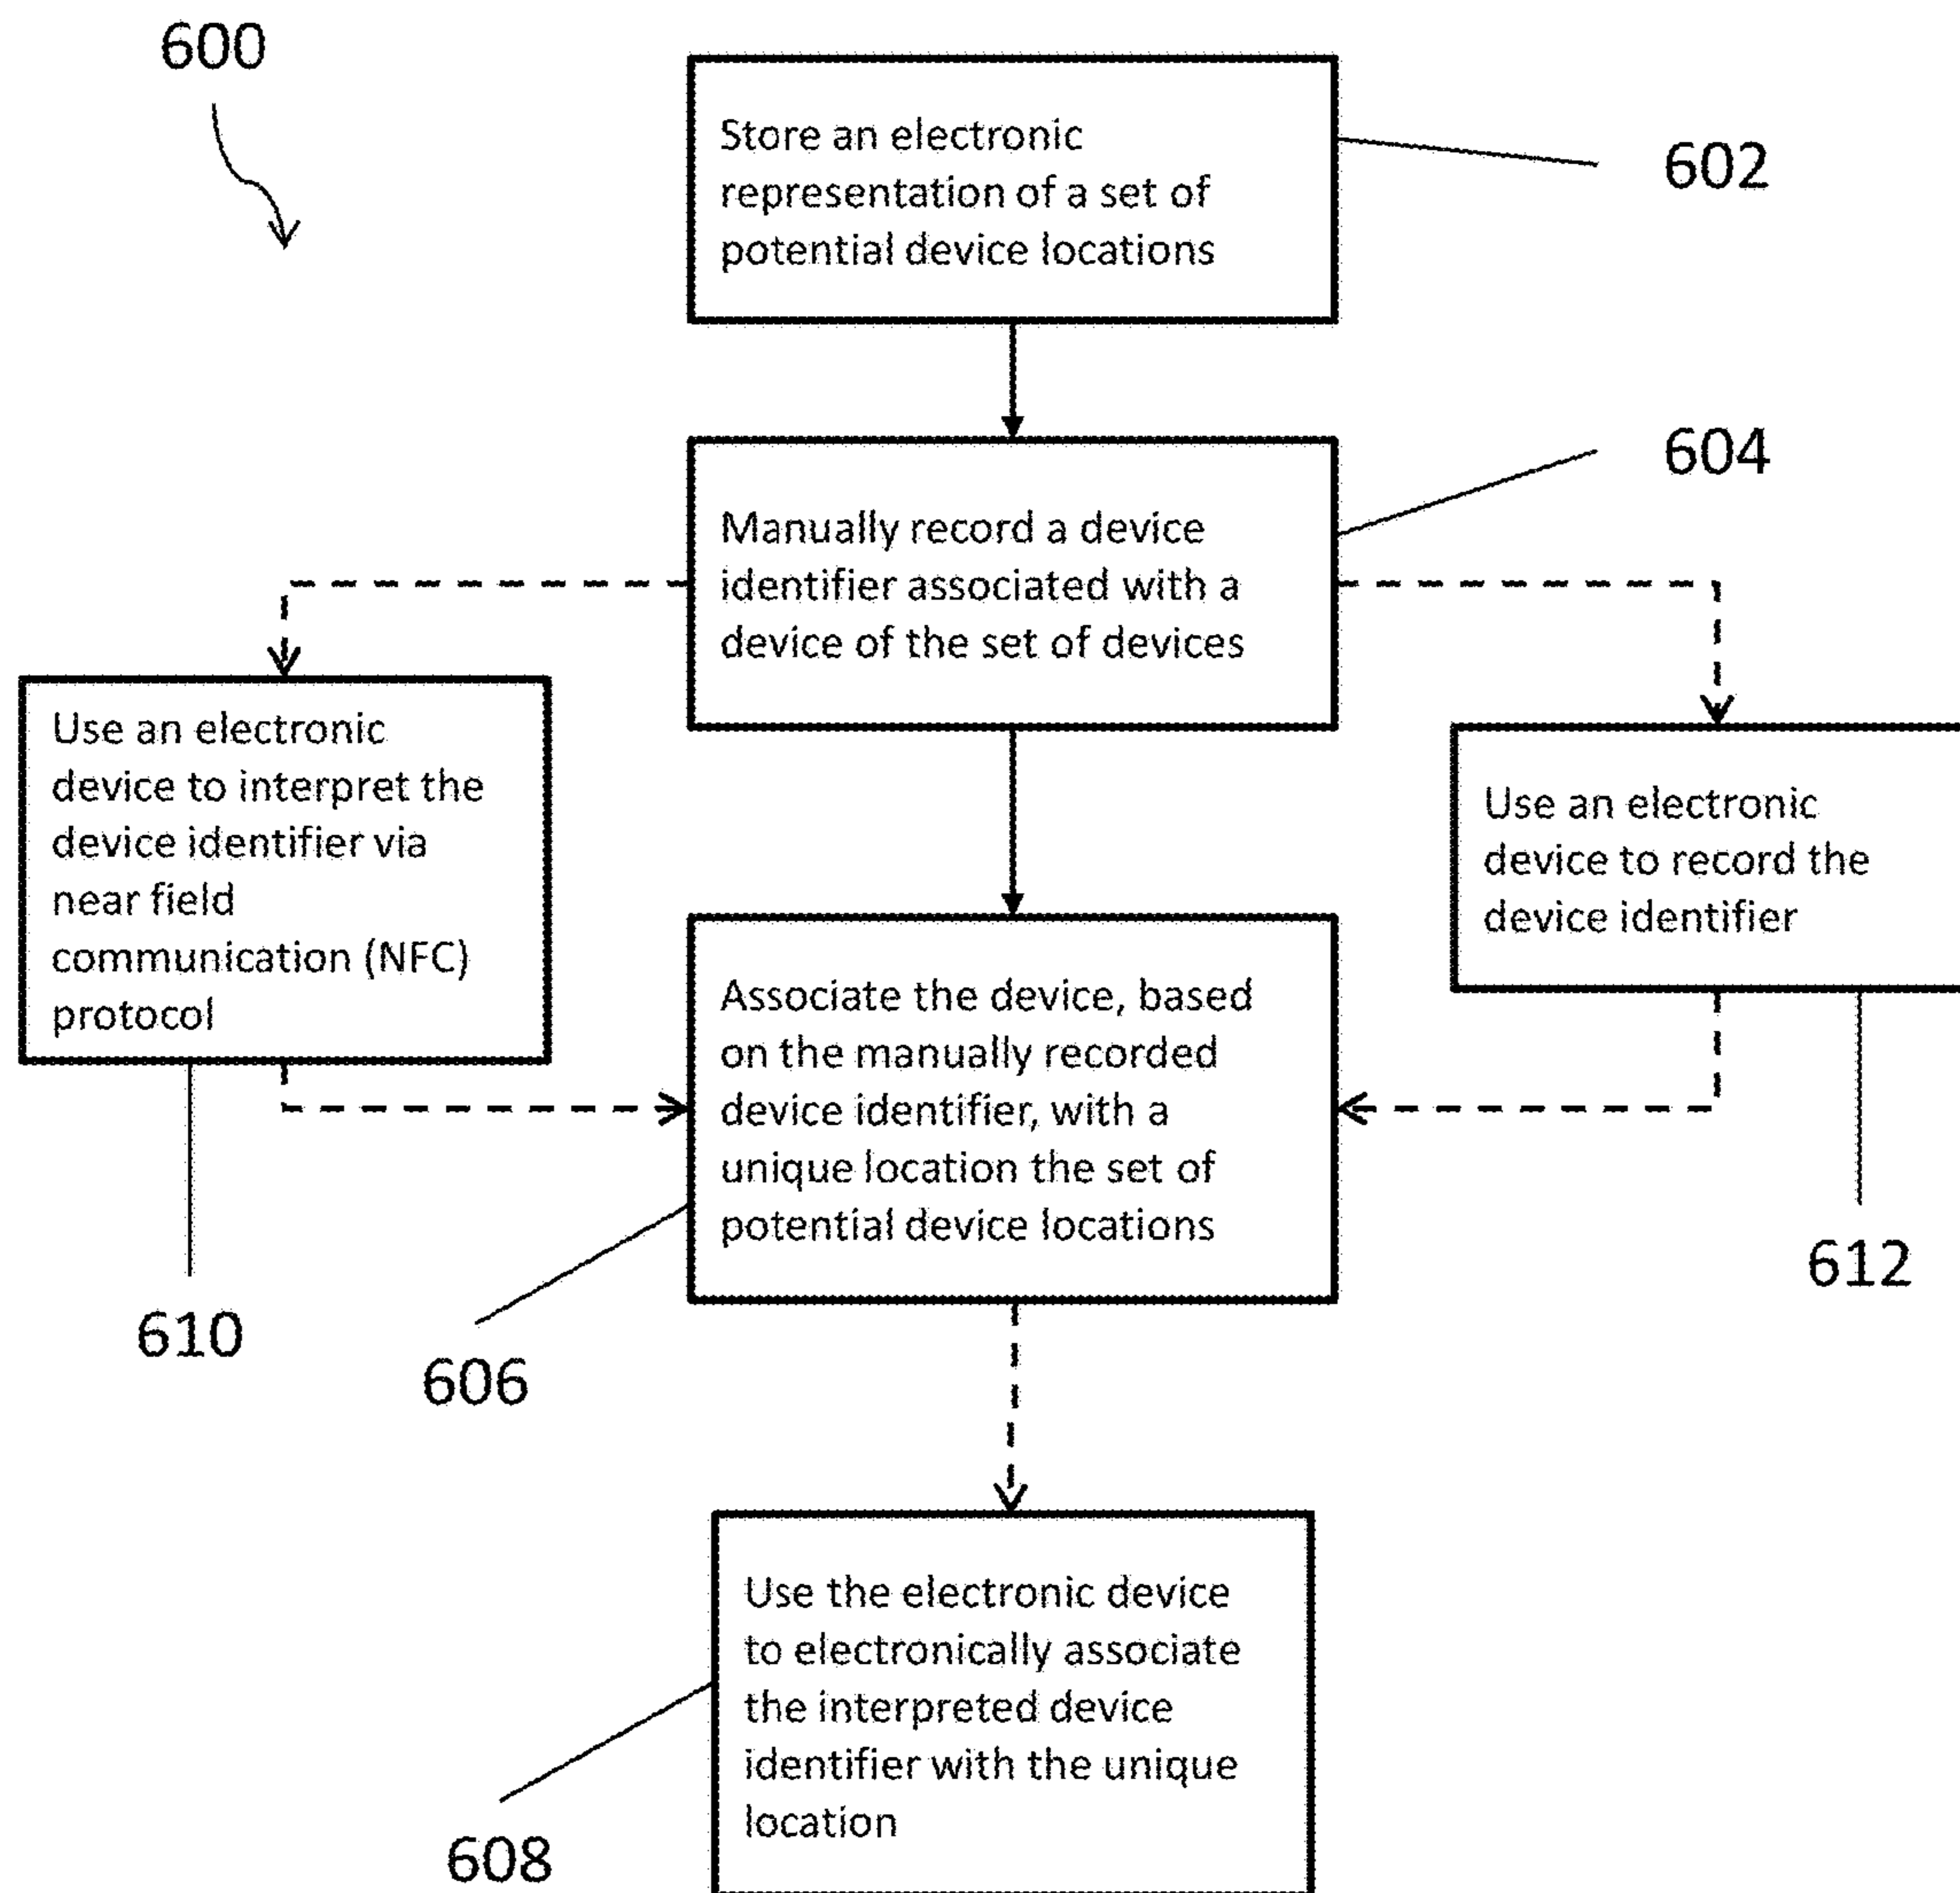 600
Store an electronic
representation of a set of
potential device locations
602
604
Manually record a device
identifier associated with a
device of the set of devices
Use an electronic
device to interpret the
device identifier via
near field
communication (NFC)
protocol
Use an electronic
device to record the
device identifier
Associate the device, based
on the manually recorded
device identifier, with a
unique location the set of
potential device locations
612
610
606
Use the electronic device
to electronically associate
the interpreted device
identifier with the unique
location
608